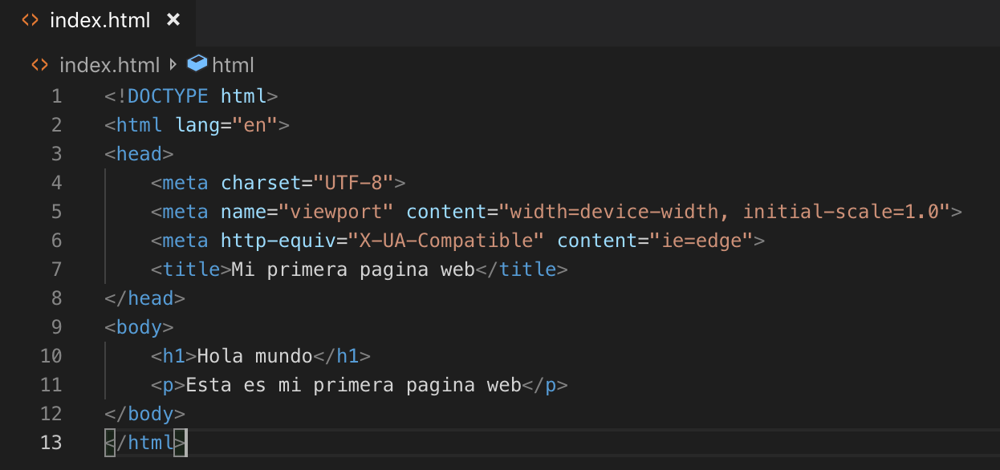 index.html ×
index.html html
1 <!DOCTYPE html>
2 <html lang="en">
3 <head>
4     <meta charset="UTF-8">
5     <meta name="viewport" content="width=device-width, initial-scale=1.0">
6     <meta http-equiv="X-UA-Compatible" content="ie=edge">
7     <title>Mi primera pagina web</title>
8 </head>
9 <body>
10     <h1>Hola mundo</h1>
11     <p>Esta es mi primera pagina web</p>
12 </body>
13 </html>